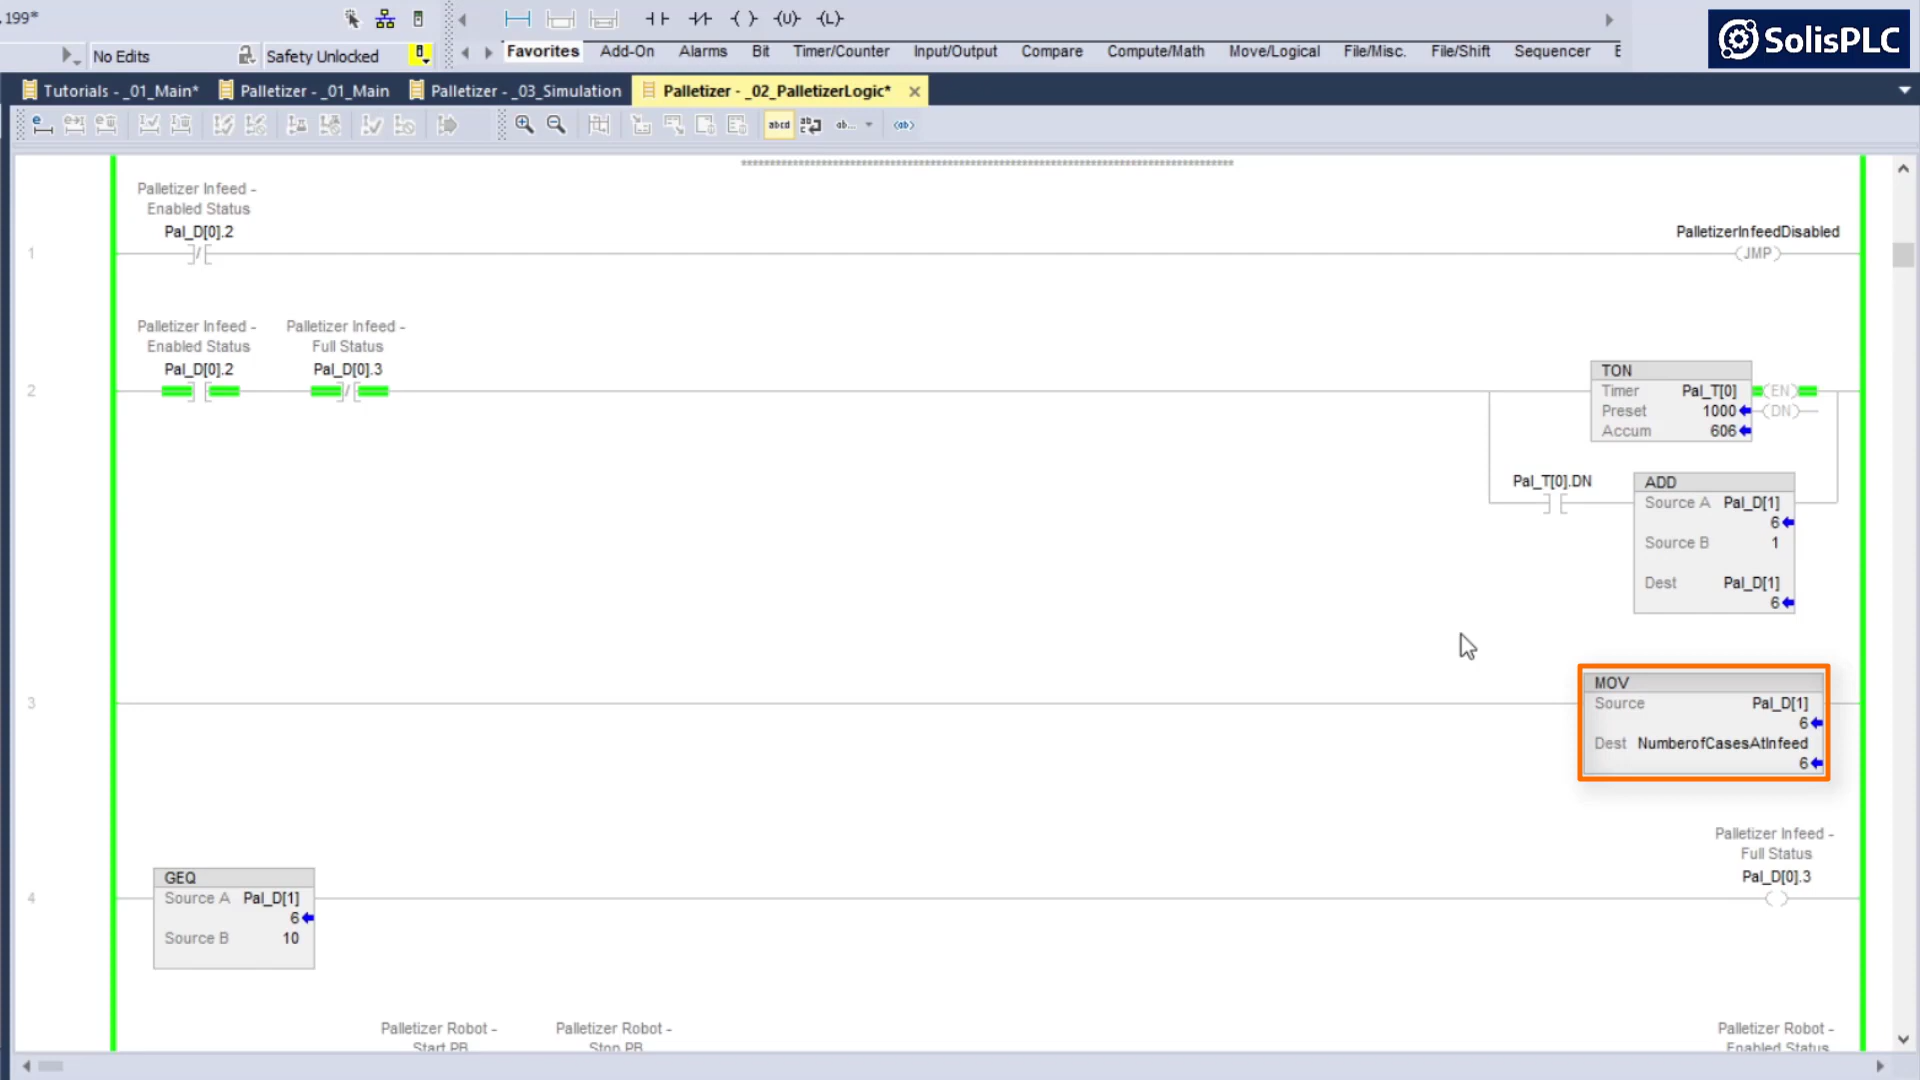 .199*
No Edits
Safety Unlocked
Favorites Add-On Alarms Bit Timer/Counter Input/Output Compare Compute/Math Move/Logical File/Misc. File/Shift Sequencer
SolisPLC
Tutorials - _01_Main*
Palletizer - _01_Main
Palletizer - _03_Simulation
Palletizer - _02_PalletizerLogic*
abcd
ab...
<ab>
******************************************************************************
Palletizer Infeed -
Enabled Status
Pal_D[0].2
1
PalletizerInfeedDisabled
JMP
Palletizer Infeed -
Enabled Status
Pal_D[0].2
Palletizer Infeed -
Full Status
Pal_D[0].3
2
TON
Timer Pal_T[0]
Preset 1000
Accum 606
EN
DN
Pal_T[0].DN
ADD
Source A Pal_D[1]
6
Source B 1
Dest Pal_D[1]
6
3
MOV
Source Pal_D[1]
6
Dest NumberofCasesAtInfeed
6
Palletizer Infeed -
Full Status
Pal_D[0].3
4
GEQ
Source A Pal_D[1]
6
Source B 10
Palletizer Robot -
Start PB
Palletizer Robot -
Stop PB
Palletizer Robot -
Enabled Status